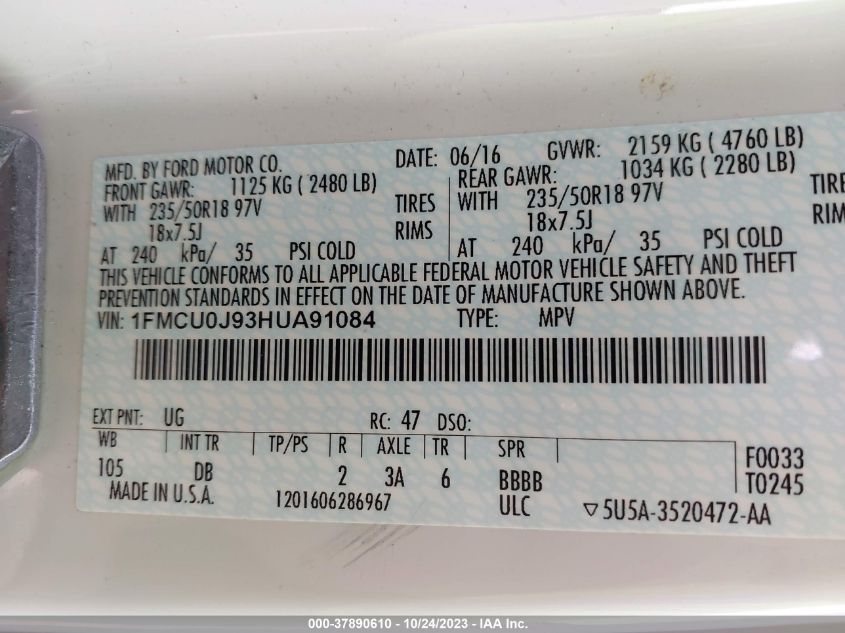 MFD. BY FORD MOTOR CO. DATE: 06/16 GVWR: 2159 KG ( 4760 LB)
FRONT GAWR: 1125 KG ( 2480 LB) REAR GAWR: 1034 KG ( 2280 LB)
WITH 235/50R18 97V TIRES WITH 235/50R18 97V TIRE
18x7.5J RIMS 18x7.5J RIM
AT 240 kPa/ 35 PSI COLD AT 240 kPa/ 35 PSI COLD
THIS VEHICLE CONFORMS TO ALL APPLICABLE FEDERAL MOTOR VEHICLE SAFETY AND THEFT
PREVENTION STANDARDS IN EFFECT ON THE DATE OF MANUFACTURE SHOWN ABOVE.
VIN: 1FMCU0J93HUA91084 TYPE: MPV
EXT PNT: UG RC: 47 DSO:
WB INT TR TP/PS R AXLE TR SPR
105 DB 2 3A 6 BBBB
F0033
T0245
MADE IN U.S.A. 1201606286967 ULC ▽5U5A-3520472-AA
000-37890610 - 10/24/2023 - IAA Inc.